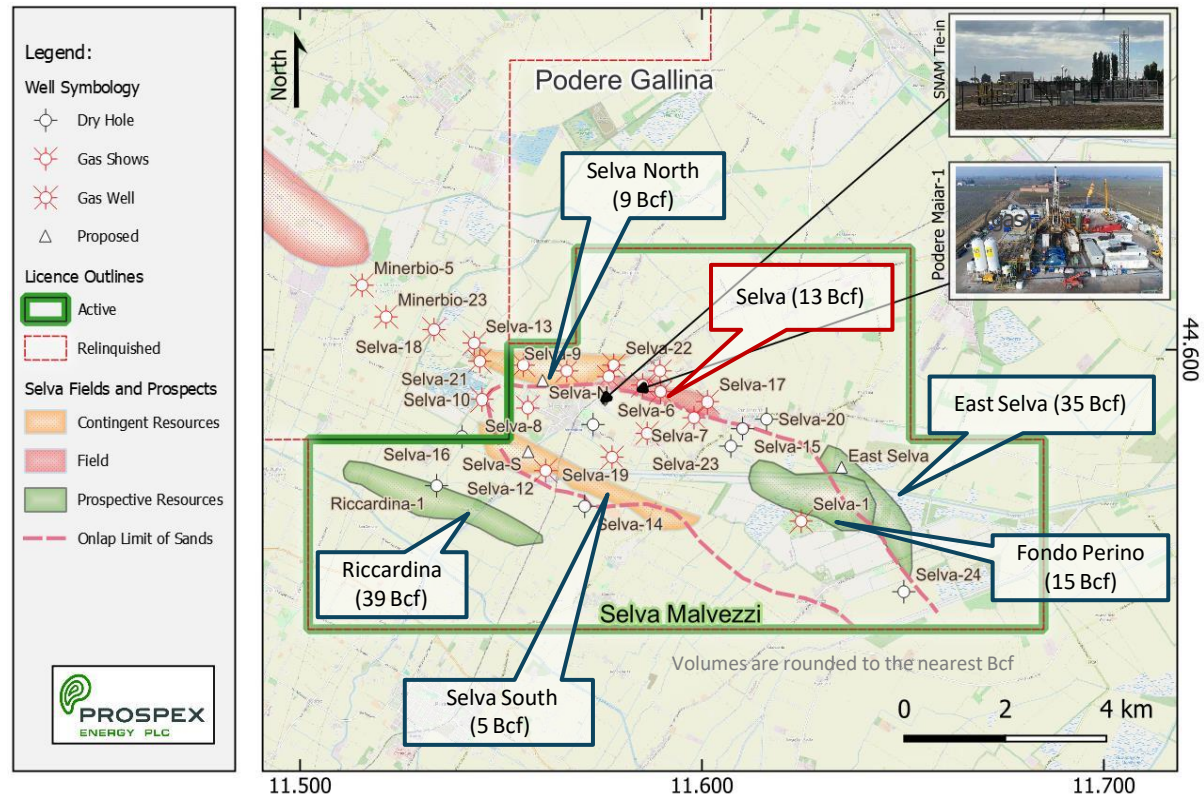 Legend:
Well Symbology
Dry Hole
Gas Shows
Gas Well
Proposed
Licence Outlines
Active
Relinquished
Selva Fields and Prospects
Contingent Resources
Field
Prospective Resources
Onlap Limit of Sands
PROSPEX
ENERGY PLC
North
Podere Gallina
SNAM Tie-in
Podere Maiar-1
Selva North
(9 Bcf)
Selva (13 Bcf)
East Selva (35 Bcf)
44.600
Minerbio-5
Minerbio-23
Selva-13
Selva-18
Selva-9
Selva-22
Selva-21
Selva-N
Selva-17
Selva-10
Selva-6
Selva-8
Selva-7
Selva-20
Selva-15
Selva-16
Selva-S
Selva-19
Selva-23
East Selva
Selva-12
Riccardina-1
Selva-1
Selva-14
Selva-24
Riccardina
(39 Bcf)
Fondo Perino
(15 Bcf)
Selva Malvezzi
Selva South
(5 Bcf)
Volumes are rounded to the nearest Bcf
0 2 4 km
11.500 11.600 11.700